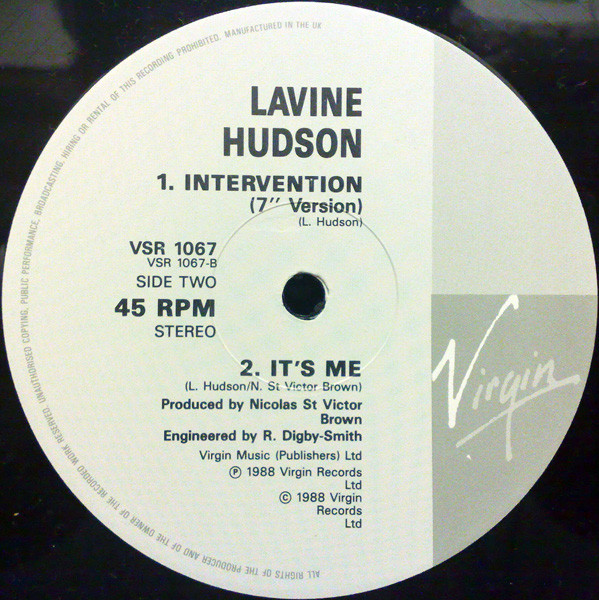 LAVINE
HUDSON
1. INTERVENTION
(7″ Version)
(L. Hudson)
VSR 1067
VSR 1067-B
SIDE TWO
45 RPM
STEREO
2. IT'S ME
(L. Hudson/N. St Victor Brown)
Produced by Nicolas St Victor
Brown
Engineered by R. Digby-Smith
Virgin Music (Publishers) Ltd
℗ 1988 Virgin Records
Ltd
© 1988 Virgin
Records
Ltd
Virgin
ALL RIGHTS OF THE PRODUCER AND OF THE OWNER OF THE RECORDED WORK RESERVED. UNAUTHORISED COPYING, PUBLIC PERFORMANCE, BROADCASTING, HIRING OR RENTAL OF THIS RECORDING PROHIBITED. MANUFACTURED IN THE UK